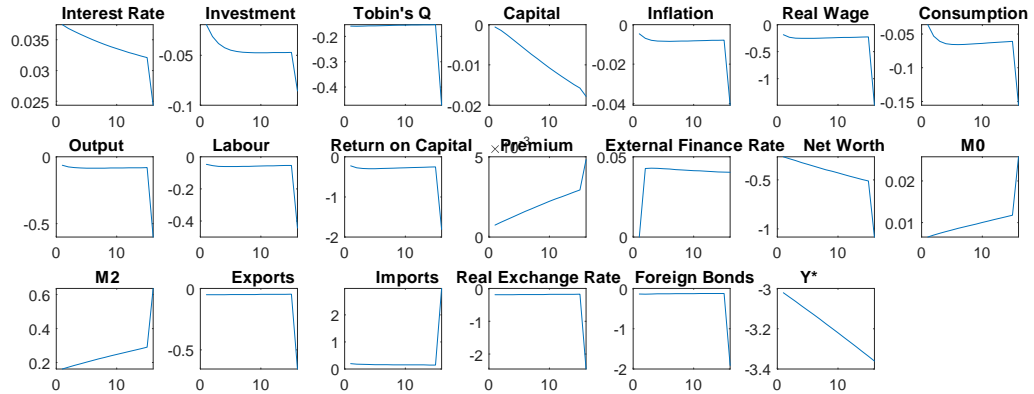 Interest Rate Investment Tobin's Q Capital Inflation Real Wage Consumption
0.035 0.03 0.025 0 10
-0.05 -0.1 0 10
-0.2 -0.3 -0.4 0 10
0 -0.01 -0.02 0 10
0 -0.02 -0.04 0 10
0 -0.5 -1 0 10
-0.05 -0.1 -0.15 0 10
Output Labour Return on Capital Premium External Finance Rate Net Worth M0
0 -0.5 0 10
0 -0.2 -0.4 0 10
0 -1 -2 0 10
×10⁻³ 5 0 0 10
0.05 0 0 10
-0.5 -1 0 10
0.02 0.01 0 10
M2 Exports Imports Real Exchange Rate Foreign Bonds Y*
0.6 0.4 0.2 0 10
0 -0.5 0 10
2 1 0 0 10
0 -1 -2 0 10
0 -1 -2 0 10
-3 -3.2 -3.4 0 10